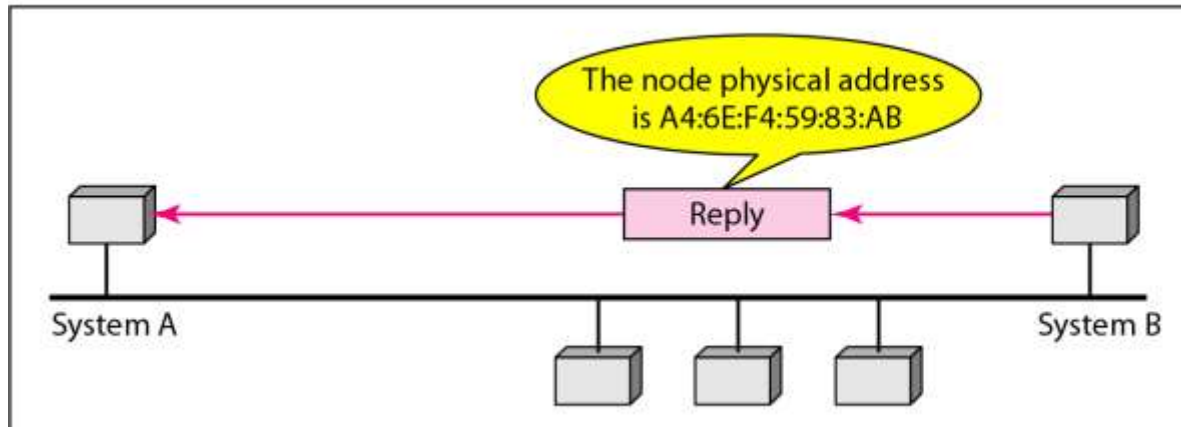 The node physical address
is A4:6E:F4:59:83:AB
Reply
System A
System B